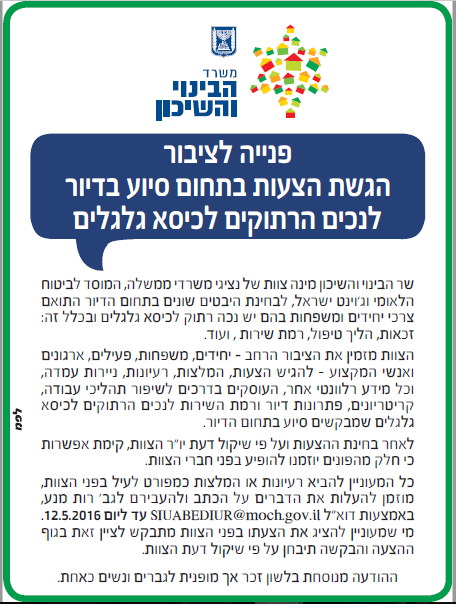 משרד
הבינוי
והשיכון
פנייה לציבור
הגשת הצעות בתחום סיוע בדיור
לנכים הרתוקים לכיסא גלגלים
שר הבינוי והשיכון מינה צוות של נציגי משרדי ממשלה, המוסד לביטוח
הלאומי וג'וינט ישראל, לבחינת היבטים שונים בתחום הדיור התואם
צרכי יחידים ומשפחות בהם יש נכה רתוק לכיסא גלגלים ובכלל זה:
זכאות, הליך טיפול, רמת שירות , ועוד.
הצוות מזמין את הציבור הרחב - יחידים, משפחות, פעילים, ארגונים
ואנשי המקצוע - להגיש הצעות, המלצות, רעיונות, ניירות עמדה,
וכל מידע רלוונטי אחר, העוסקים בדרכים לשיפור תהליכי עבודה,
קריטריונים, פתרונות דיור ורמת השירות לנכים הרתוקים לכיסא
גלגלים שמבקשים סיוע בתחום הדיור.
לאחר בחינת ההצעות ועל פי שיקול דעת יו״ר הצוות, קימת אפשרות
כי חלק מהפונים יוזמנו להופיע בפני חברי הצוות.
כל המעוניין להביא רעיונות או המלצות כמפורט לעיל בפני הצוות,
מוזמן להעלות את הדברים על הכתב ולהעבירם לגב' רות מנע,
באמצעות דוא״ל SIUABEDIUR@moch.gov.il עד ליום 12.5.2016.
מי שמעוניין להציג את הצעתו בפני הצוות מתבקש לציין זאת בגוף
ההצעה והבקשה תיבחן על פי שיקול דעת הצוות.
ההודעה מנוסחת בלשון זכר אך מופנית לגברים ונשים כאחת.
לפמ